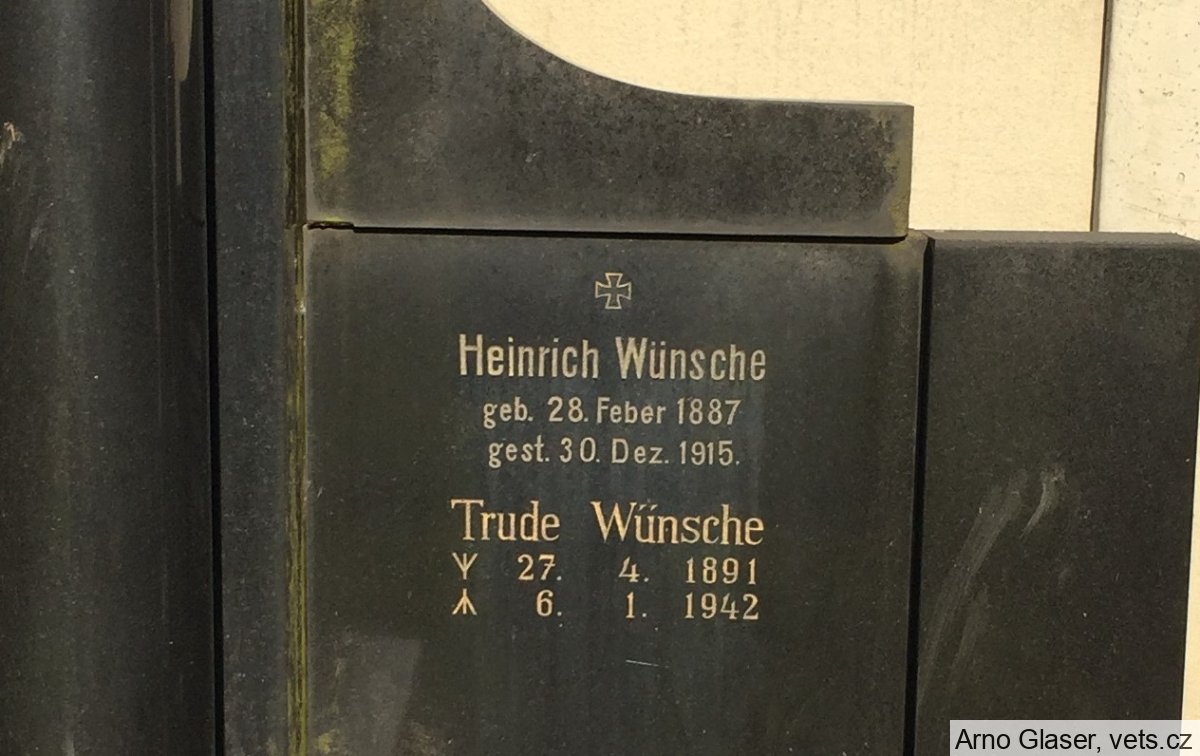 Heinrich Wünsche
geb. 28. Feber 1887
gest. 30. Dez. 1915.
Trude Wünsche
ᛉ 27. 4. 1891
ᛦ 6. 1. 1942
Arno Glaser, vets.cz